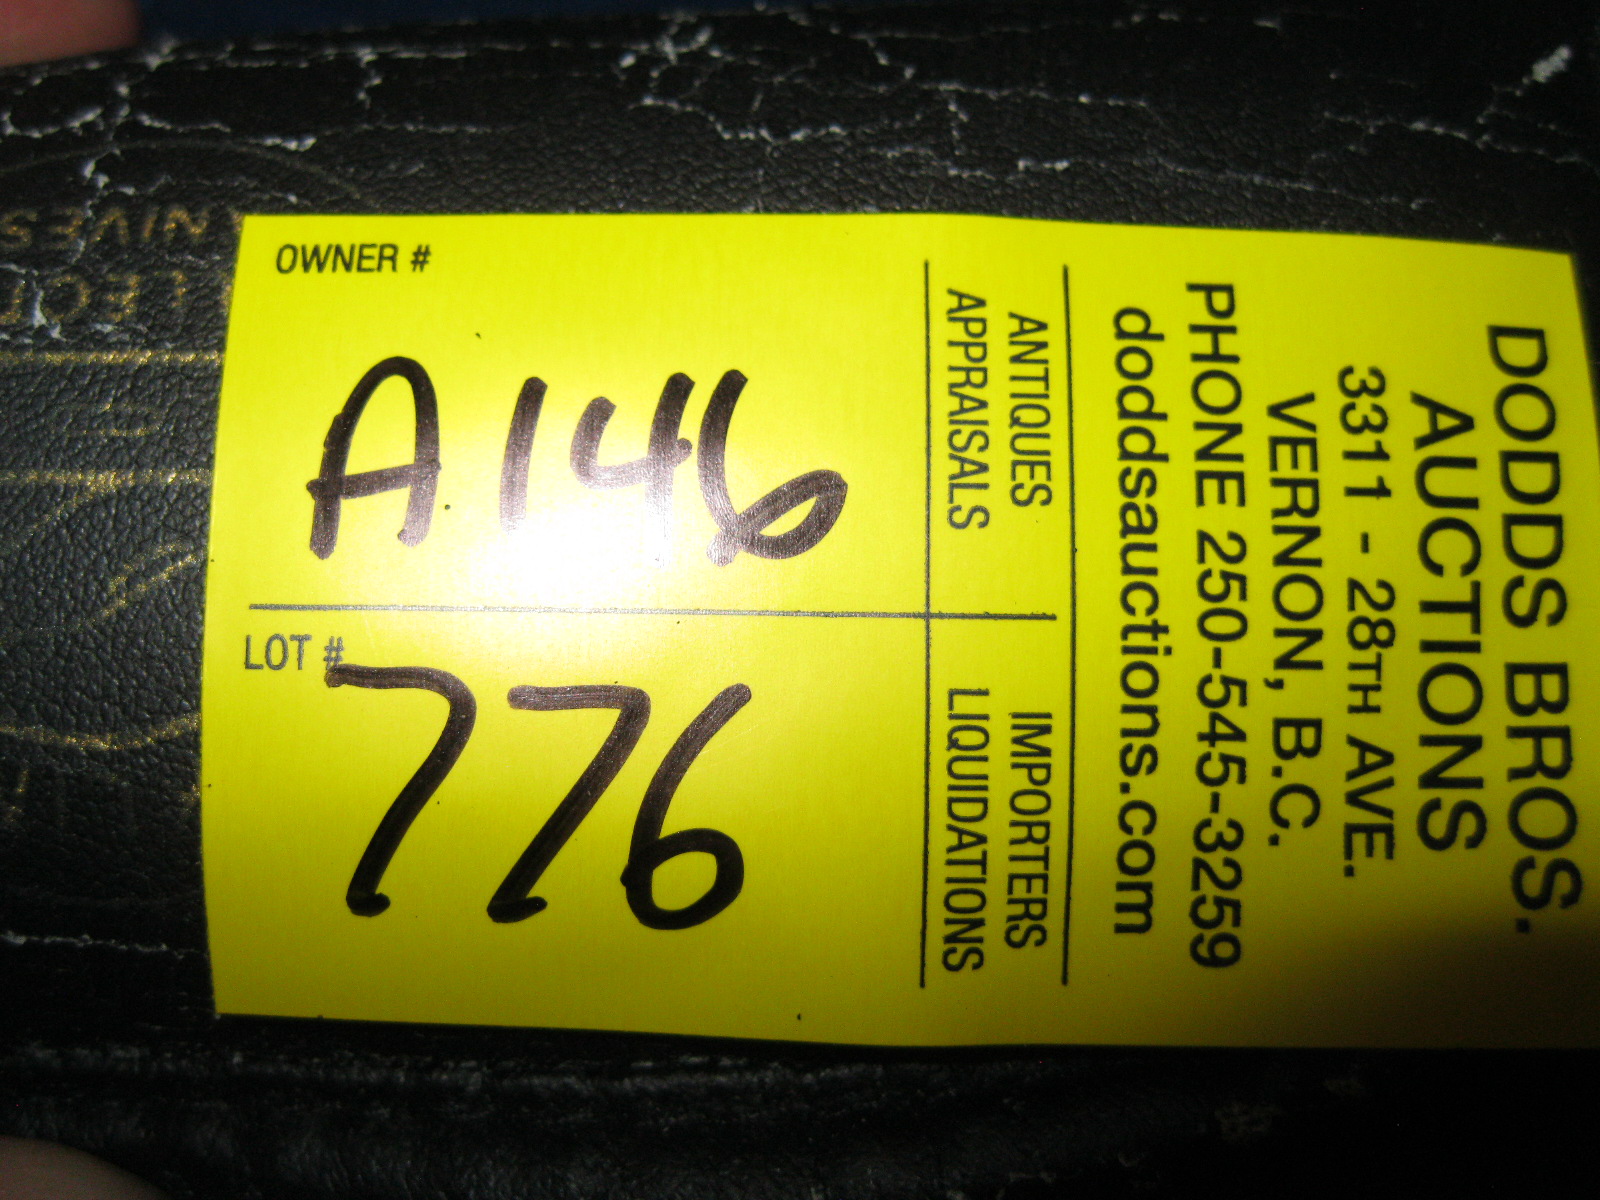 OWNER #
A146
LOT #
776
DODDS BROS.
AUCTIONS
3311 - 28TH AVE.
VERNON, B.C.
PHONE 250-545-3259
doddsauctions.com
ANTIQUES
APPRAISALS
IMPORTERS
LIQUIDATIONS